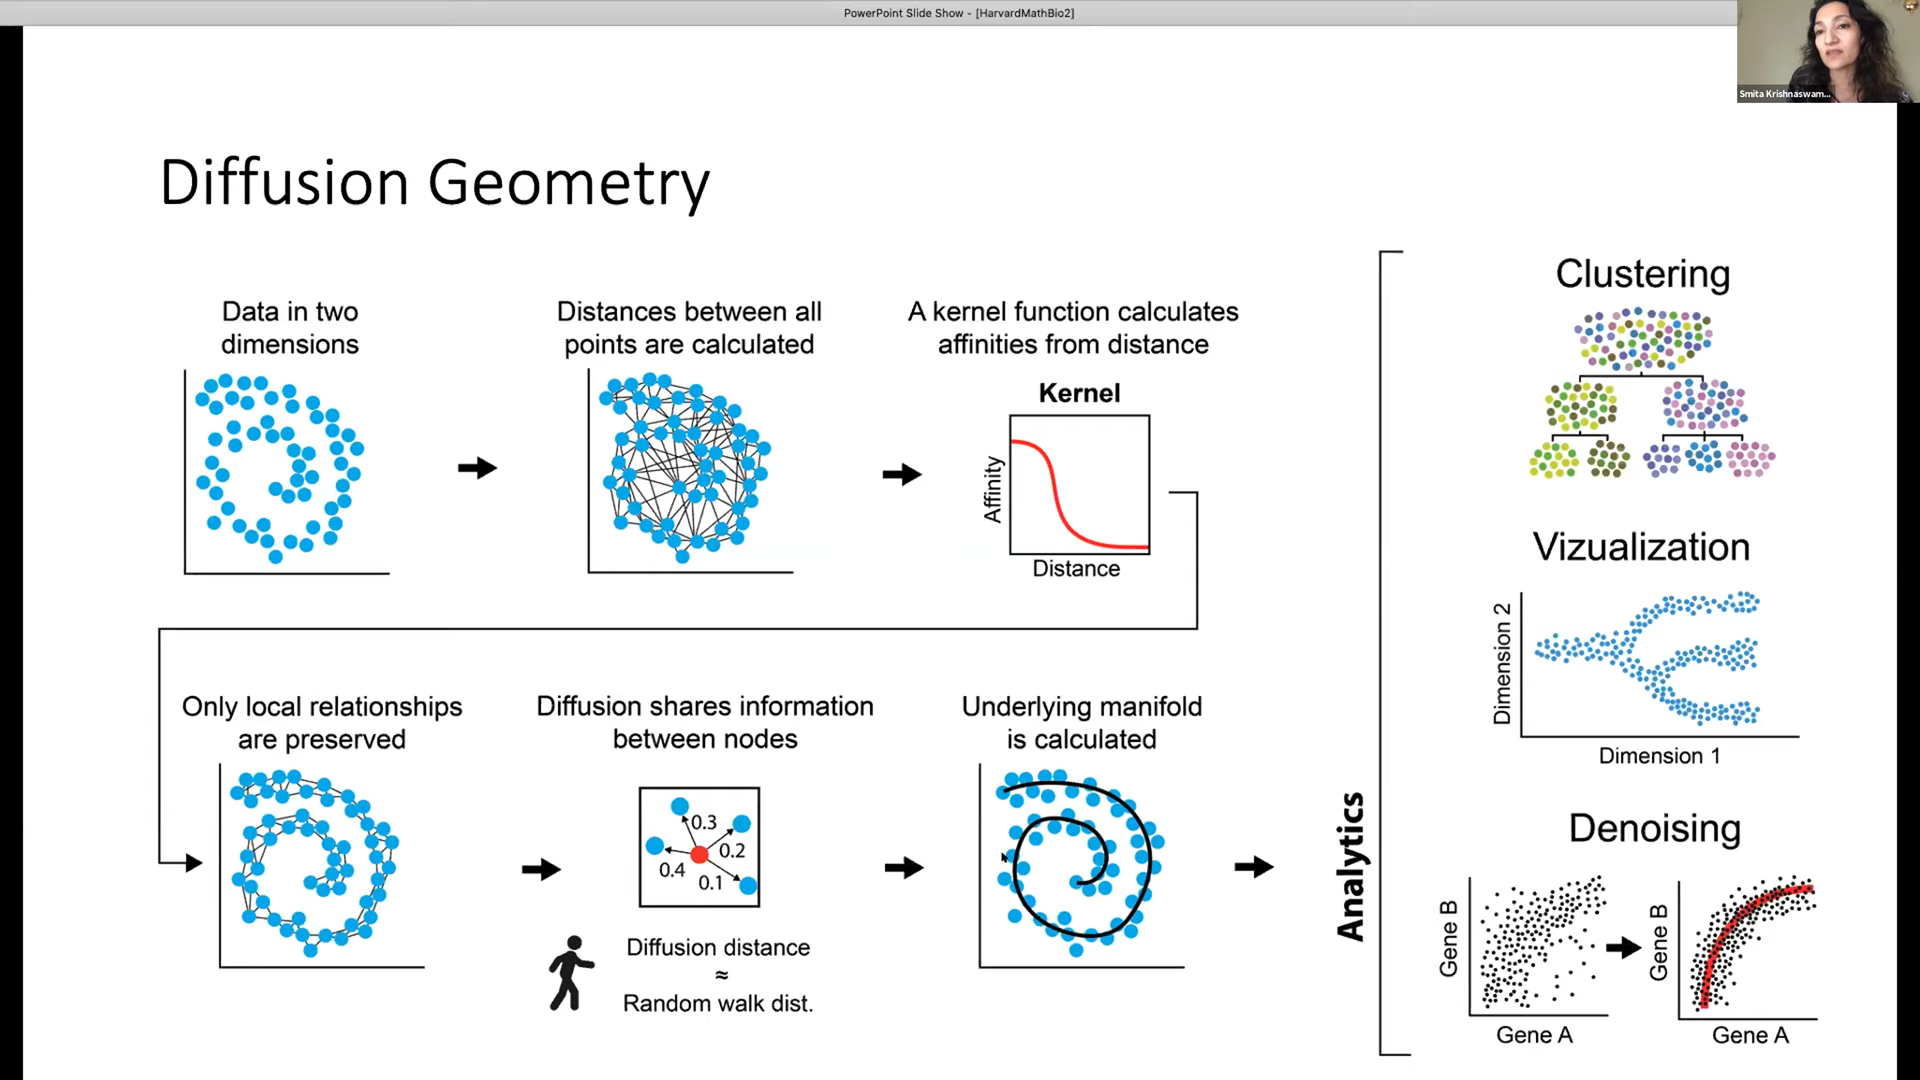 PowerPoint Slide Show - [HarvardMathBio2]
Smita Krishnaswam...
Diffusion Geometry
Data in two
dimensions
Distances between all
points are calculated
A kernel function calculates
affinities from distance
Kernel
Affinity
Distance
Only local relationships
are preserved
Diffusion shares information
between nodes
0.3
0.2
0.4
0.1
Diffusion distance
≈
Random walk dist.
Underlying manifold
is calculated
Analytics
Clustering
Vizualization
Dimension 2
Dimension 1
Denoising
Gene B
Gene A
Gene B
Gene A